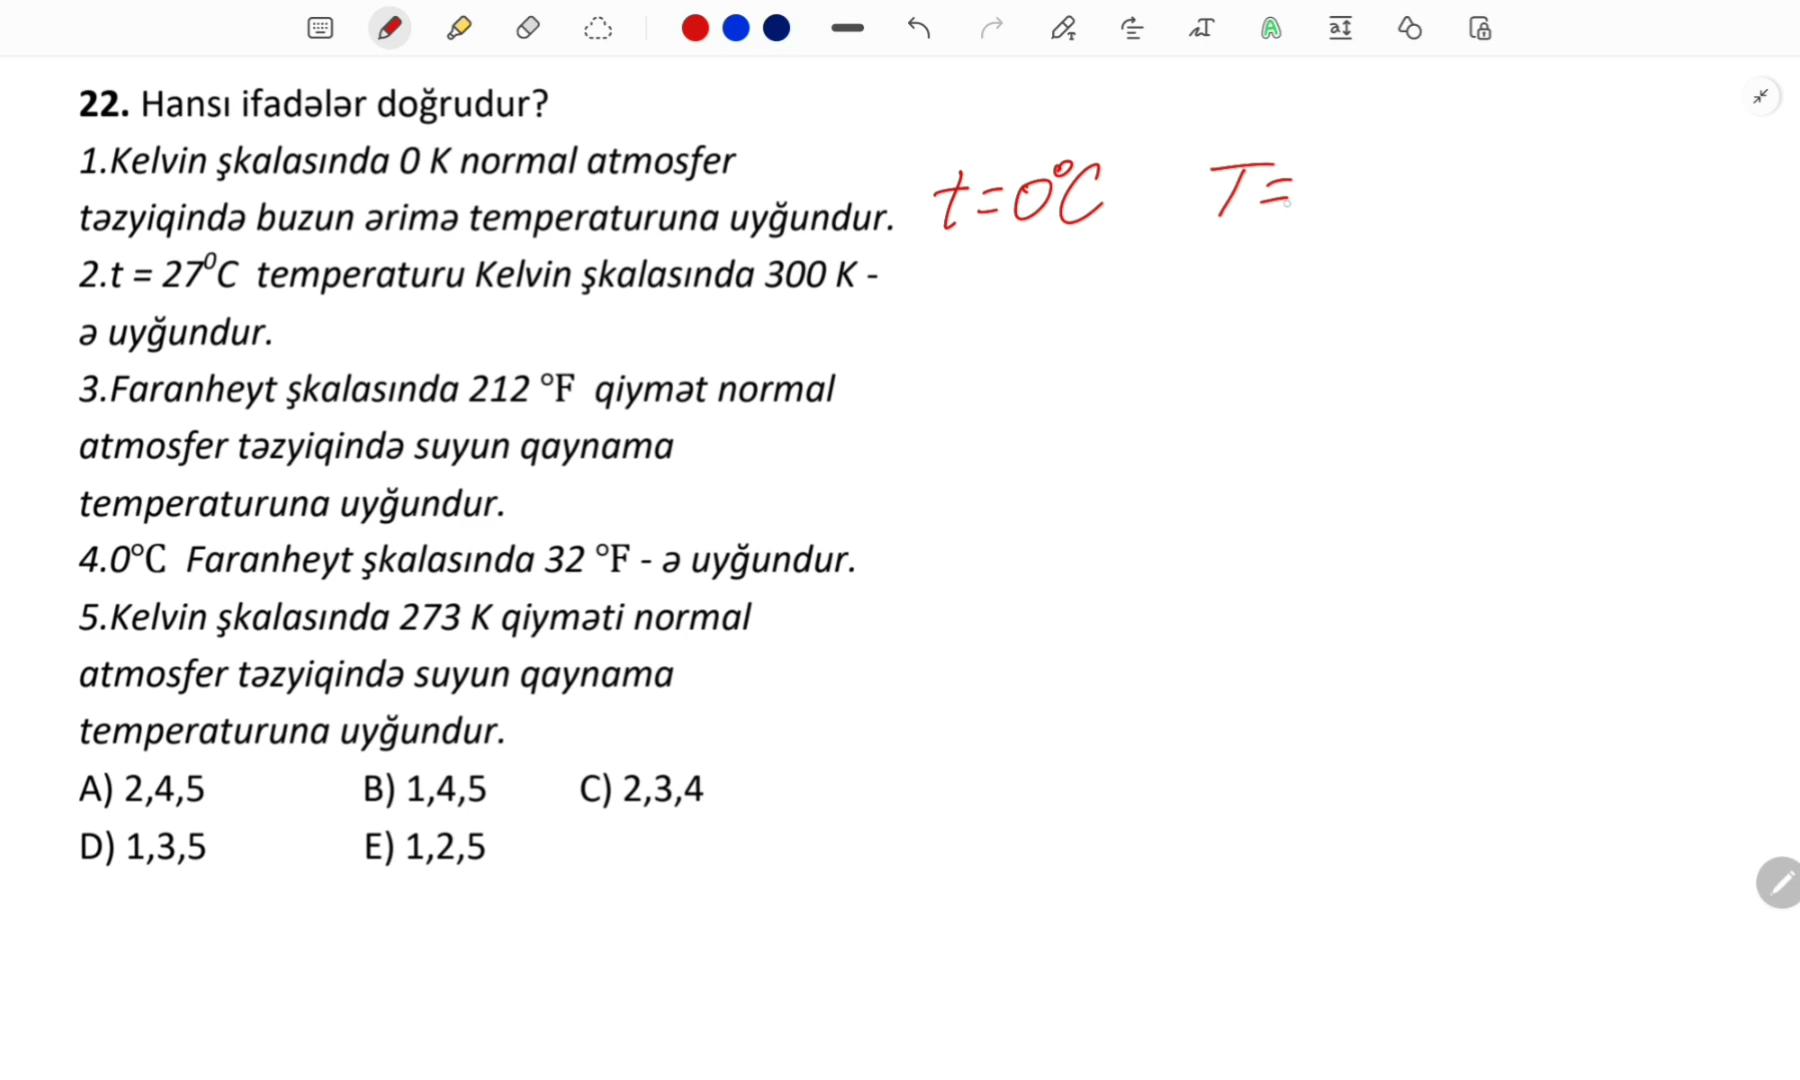 22. Hansı ifadələr doğrudur?
1.Kelvin şkalasında 0 K normal atmosfer
təzyiqində buzun ərimə temperaturuna uyğundur.
t=0°C T=
2.t = 27⁰C temperaturu Kelvin şkalasında 300 K -
ə uyğundur.
3.Faranheyt şkalasında 212 °F qiymət normal
atmosfer təzyiqində suyun qaynama
temperaturuna uyğundur.
4.0°C Faranheyt şkalasında 32 °F - ə uyğundur.
5.Kelvin şkalasında 273 K qiyməti normal
atmosfer təzyiqində suyun qaynama
temperaturuna uyğundur.
A) 2,4,5 B) 1,4,5 C) 2,3,4
D) 1,3,5 E) 1,2,5